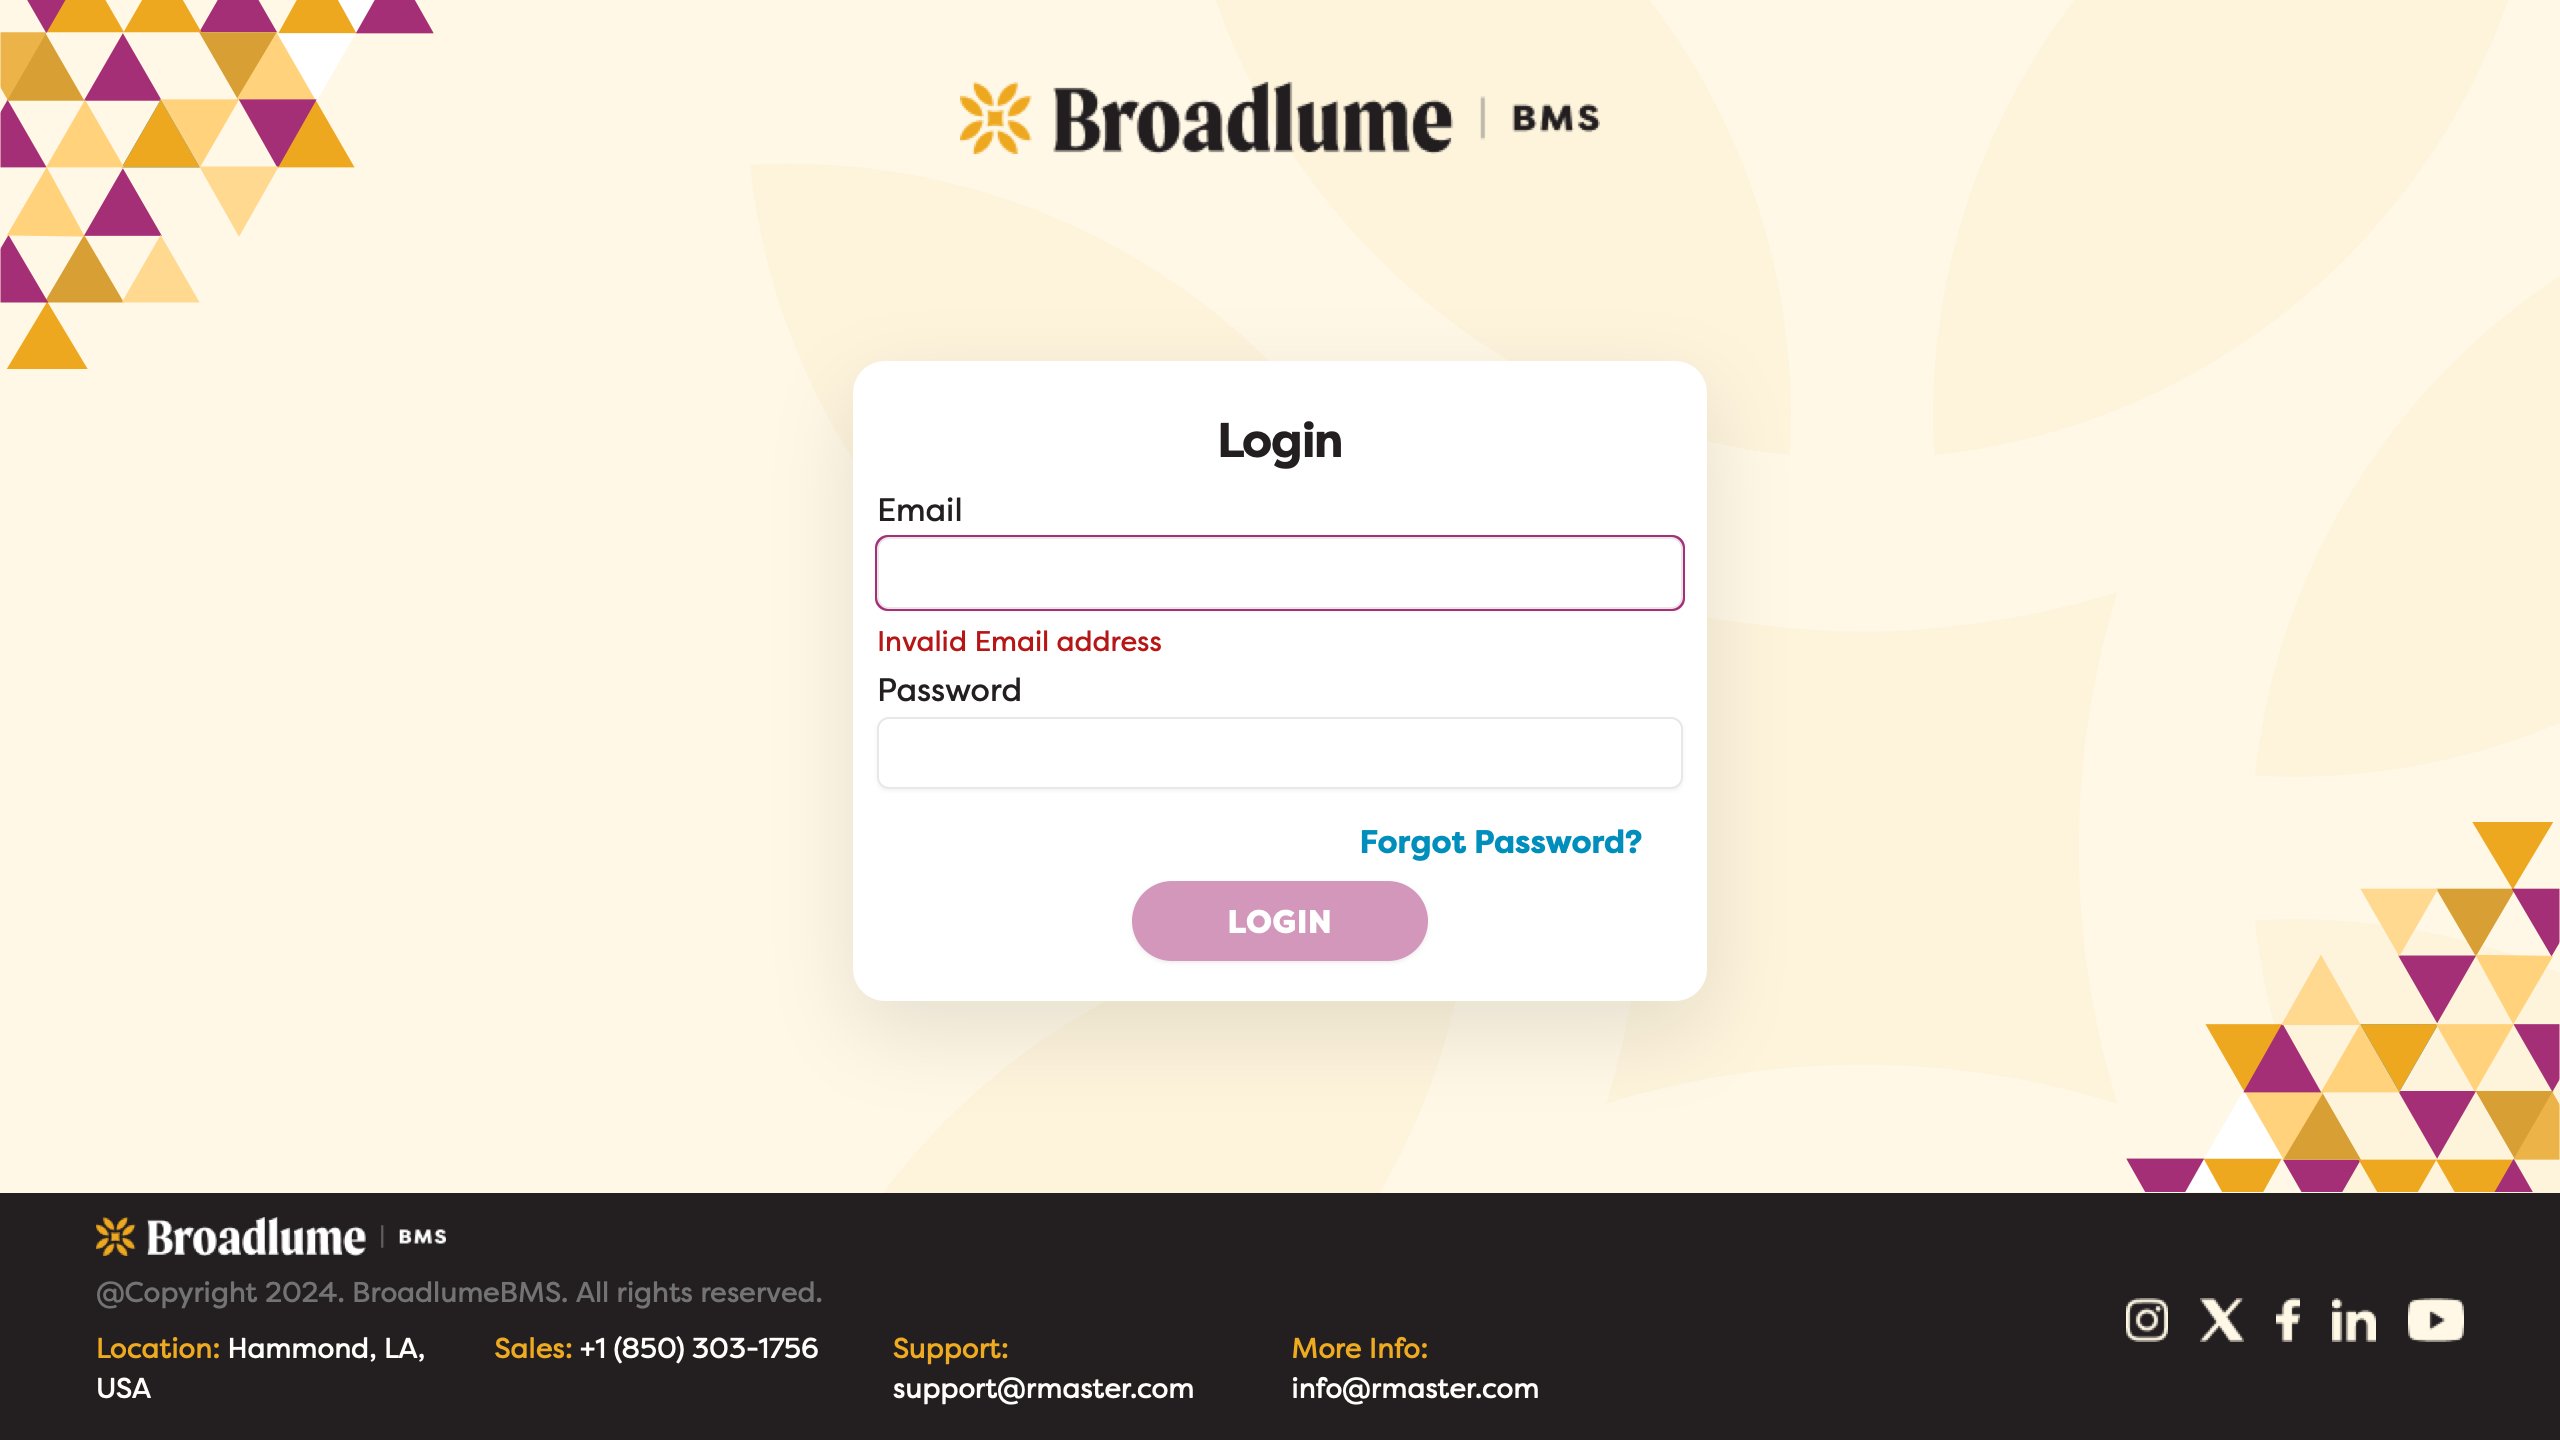 Broadlume | BMS
Login
Email
Invalid Email address
Password
Forgot Password?
LOGIN
Broadlume | BMS
@Copyright 2024. BroadlumeBMS. All rights reserved.
Location: Hammond, LA,
USA
Sales: +1 (850) 303-1756
Support:
support@rmaster.com
More Info:
info@rmaster.com